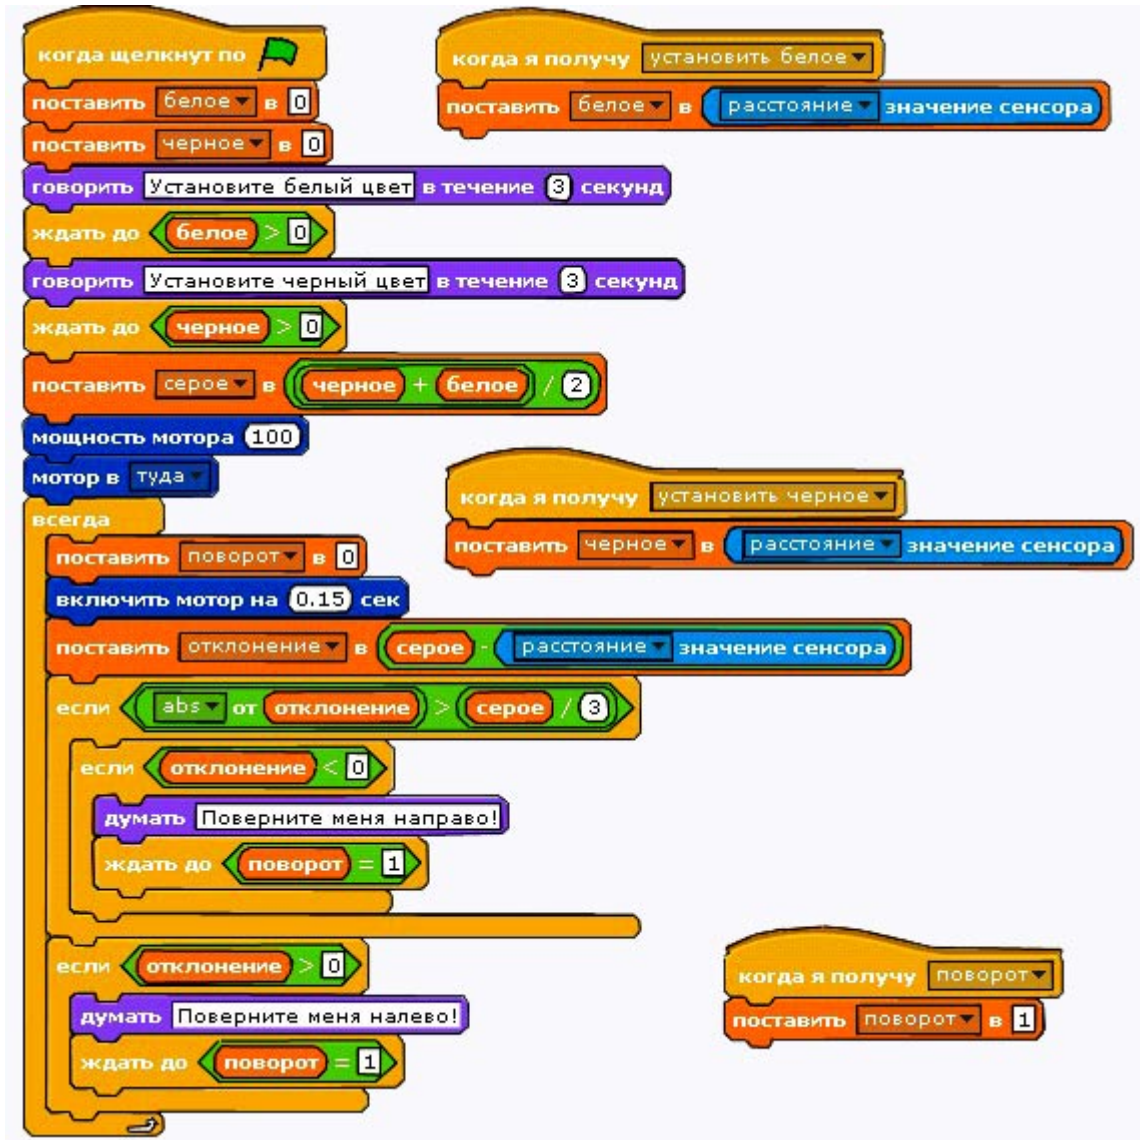 когда щелкнут по
поставить белое в 0
поставить черное в 0
говорить Установите белый цвет в течение 3 секунд
ждать до белое > 0
говорить Установите черный цвет в течение 3 секунд
ждать до черное > 0
поставить серое в черное + белое / 2
мощность мотора 100
мотор в туда
всегда
поставить поворот в 0
включить мотор на 0.15 сек
поставить отклонение в серое - расстояние значение сенсора
если abs от отклонение > серое / 3
если отклонение < 0
думать Поверните меня направо!
ждать до поворот = 1
если отклонение > 0
думать Поверните меня налево!
ждать до поворот = 1
когда я получу установить белое
поставить белое в расстояние значение сенсора
когда я получу установить черное
поставить черное в расстояние значение сенсора
когда я получу поворот
поставить поворот в 1